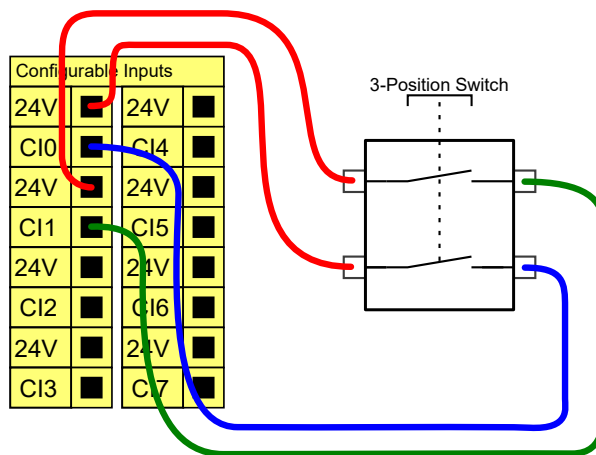 Configurable Inputs
24V 24V
CI0 CI4
24V 24V
CI1 CI5
24V 24V
CI2 CI6
24V 24V
CI3 CI7
3-Position Switch